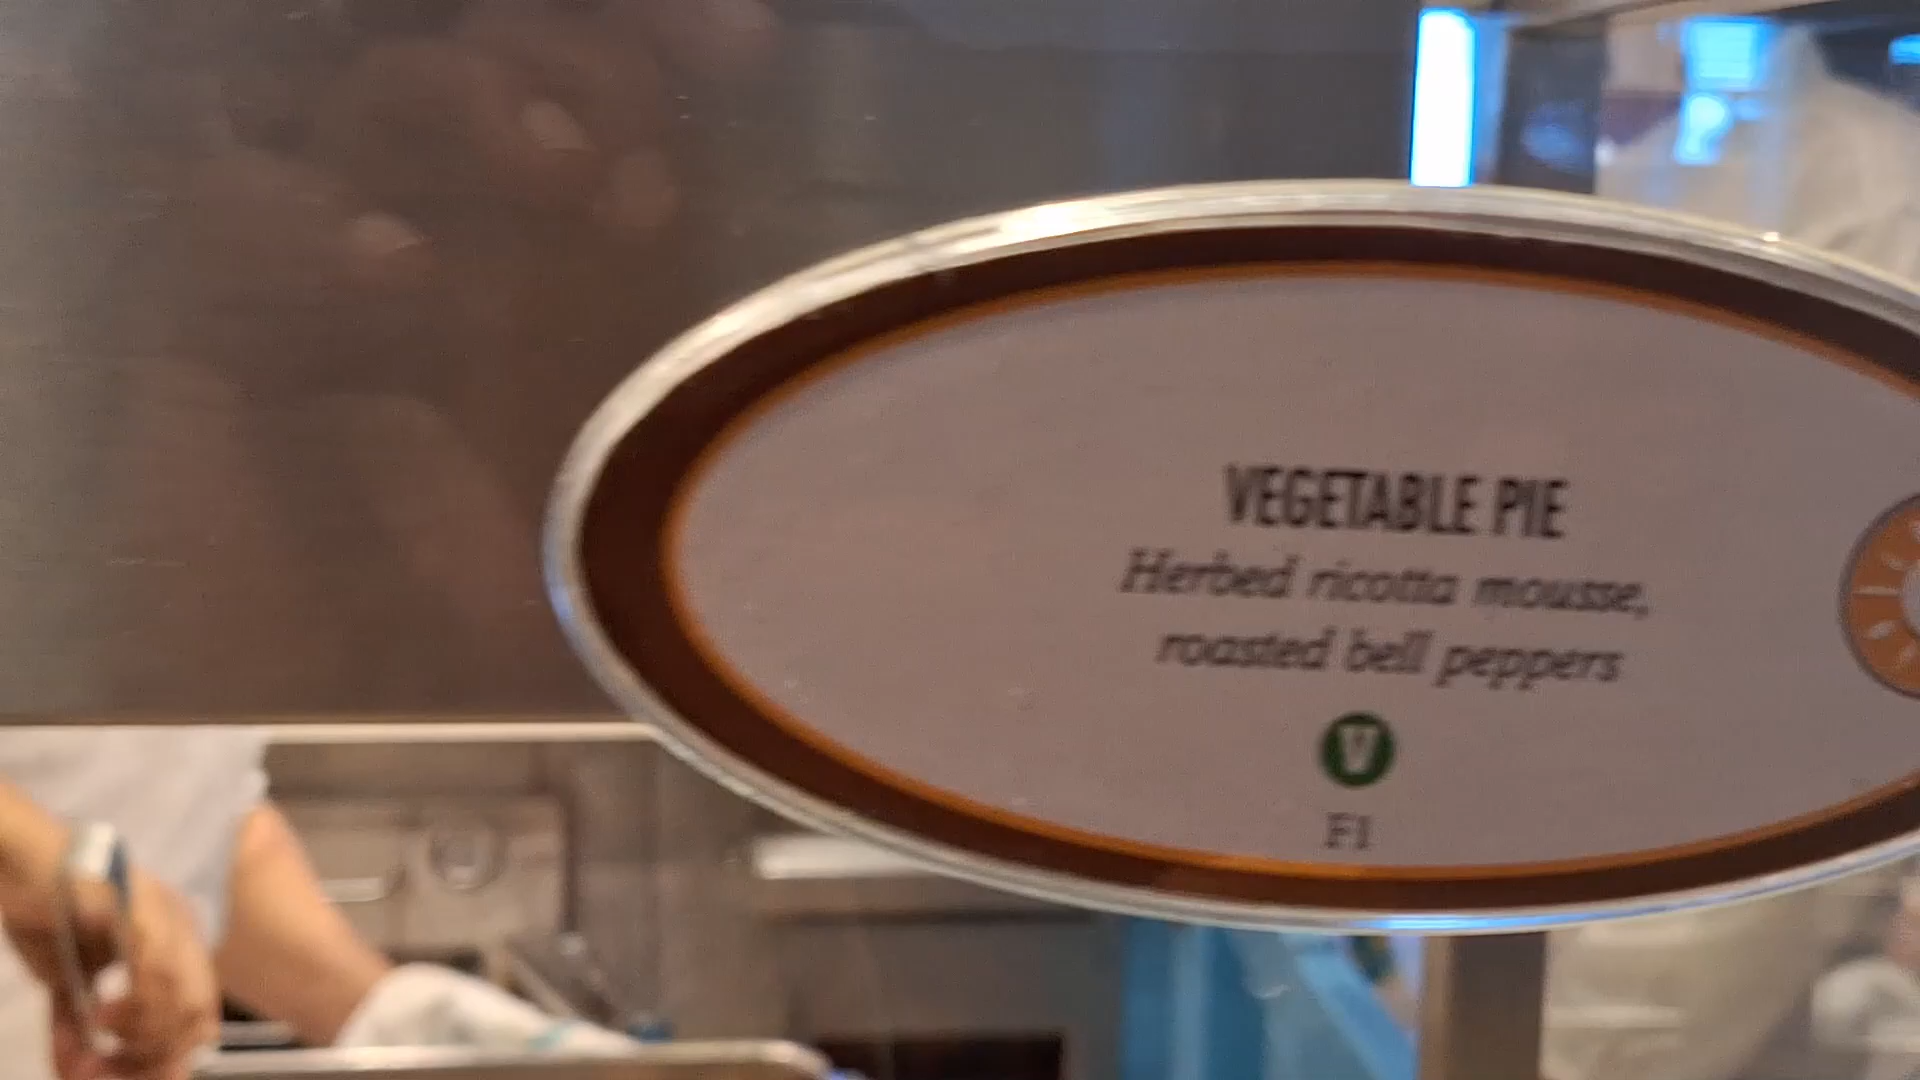 VEGETABLE PIE
Herbed ricotta mousse,
roasted bell peppers
V
F1